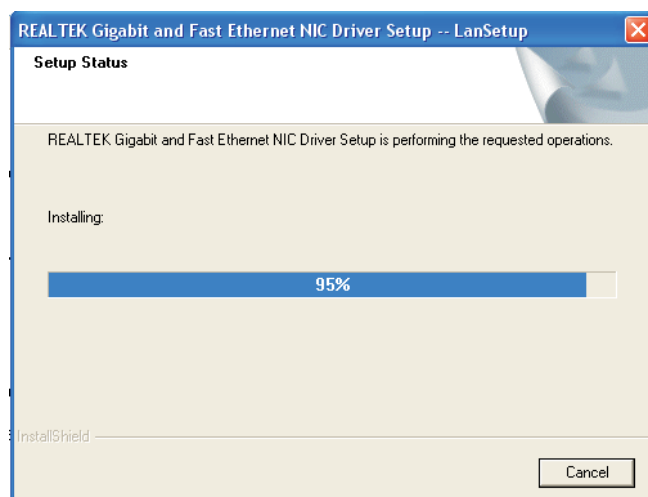 REALTEK Gigabit and Fast Ethernet NIC Driver Setup -- LanSetup
Setup Status
REALTEK Gigabit and Fast Ethernet NIC Driver Setup is performing the requested operations.
Installing:
95%
InstallShield
Cancel